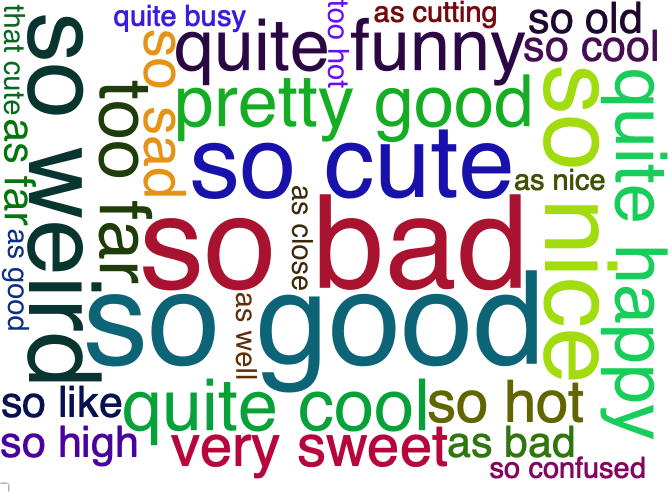 that cute
so weird
quite busy
too hot
as cutting
so old
so sad
quite funny
so cool
too far
pretty good
so nice
quite happy
as far
so cute
as nice
as close
so bad
as good
so good
as well
so like
quite cool
so hot
so high
very sweet
as bad
so confused